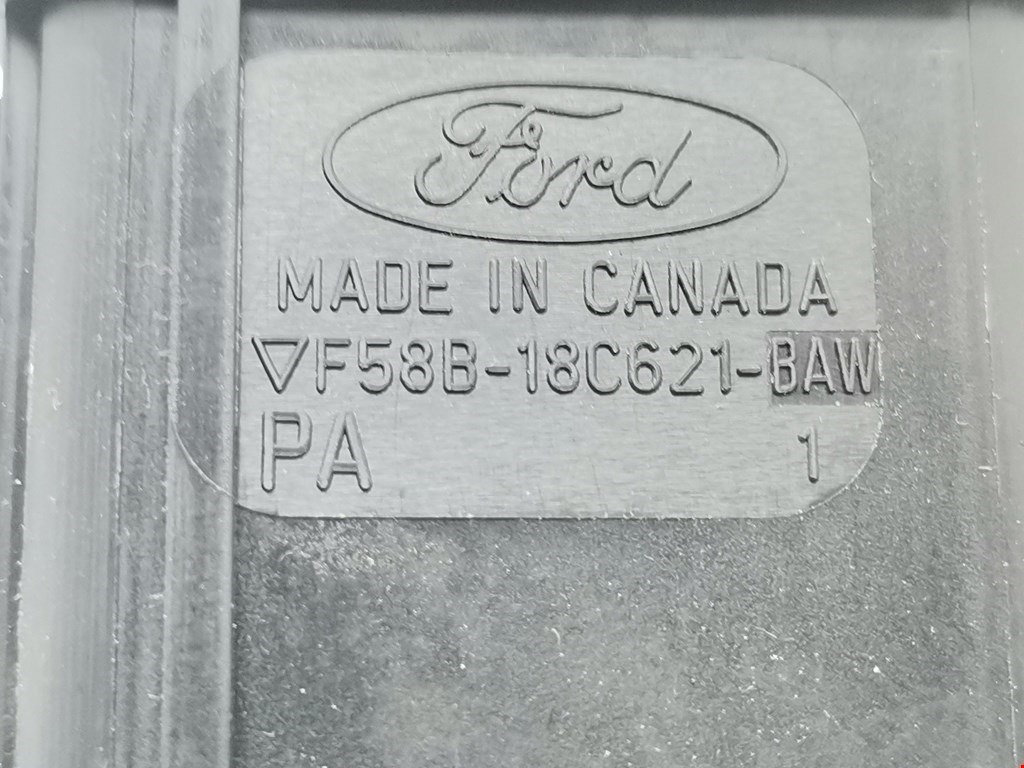 Ford
MADE IN CANADA
▽F58B-18C621-BAW
PA 1